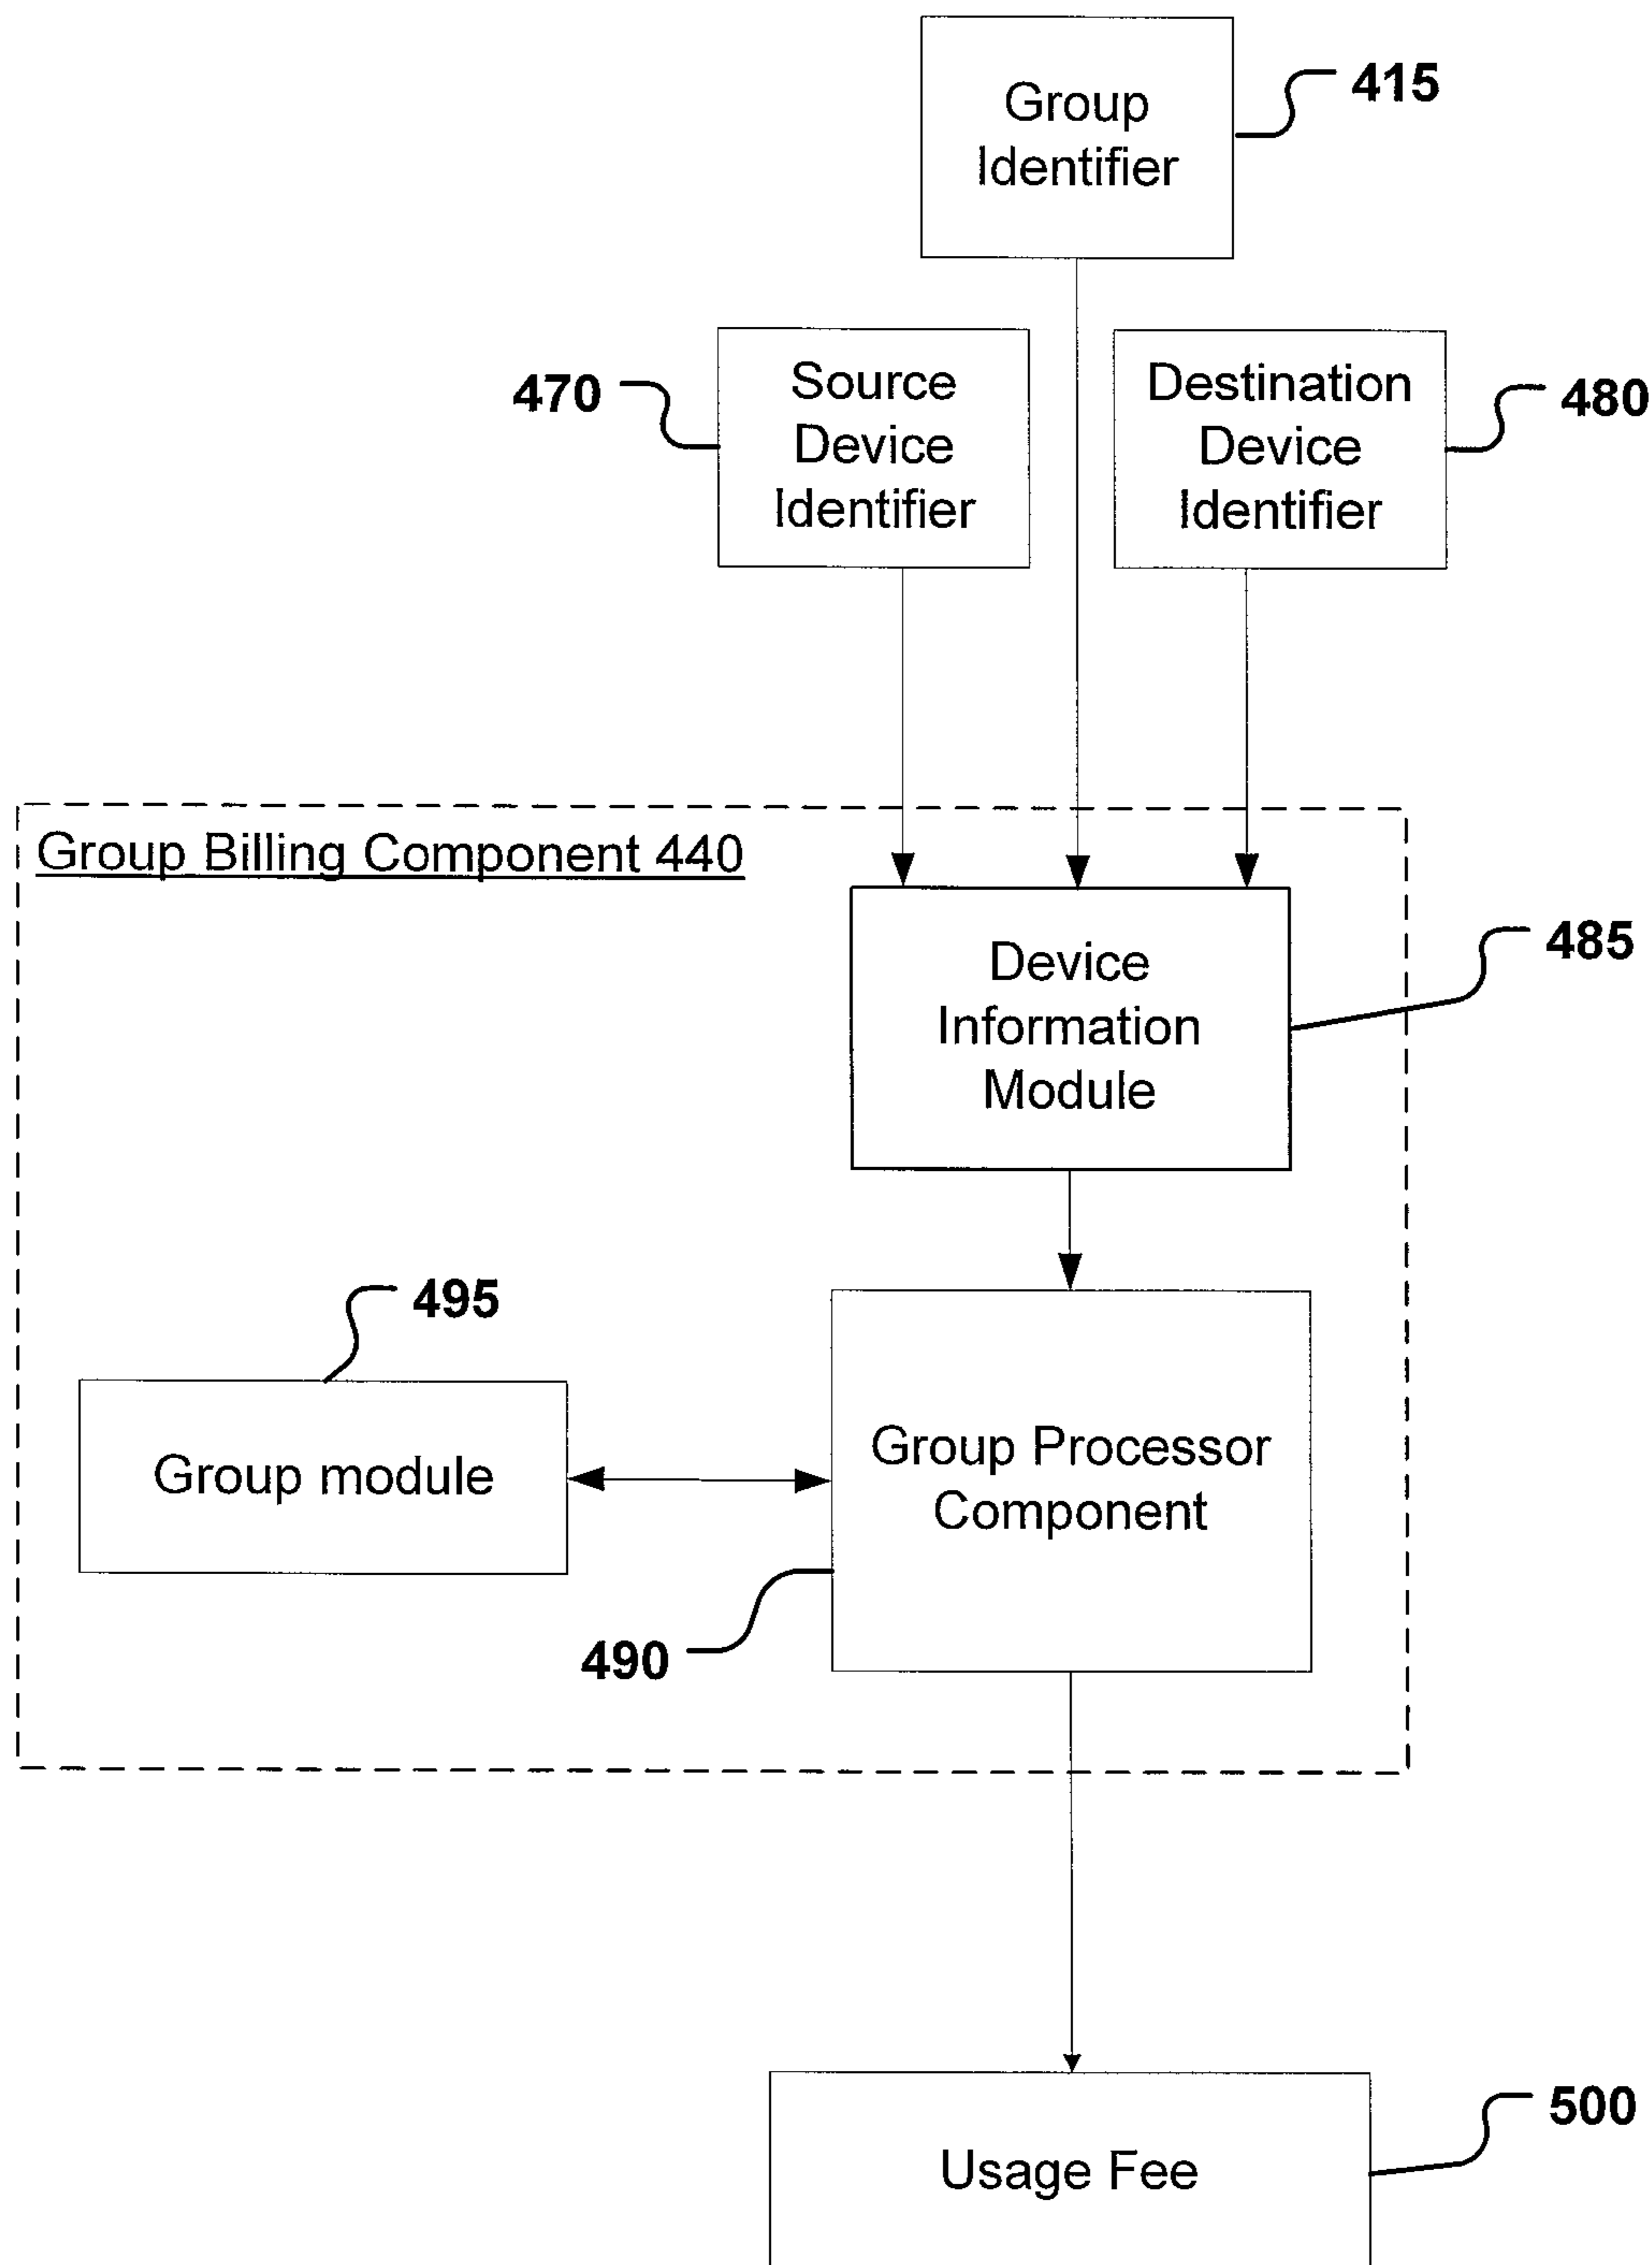 Group
Identifier
415
470
Source
Device
Identifier
Destination
Device
Identifier
480
Group Billing Component 440
Device
Information
Module
485
495
Group module
Group Processor
Component
490
Usage Fee
500